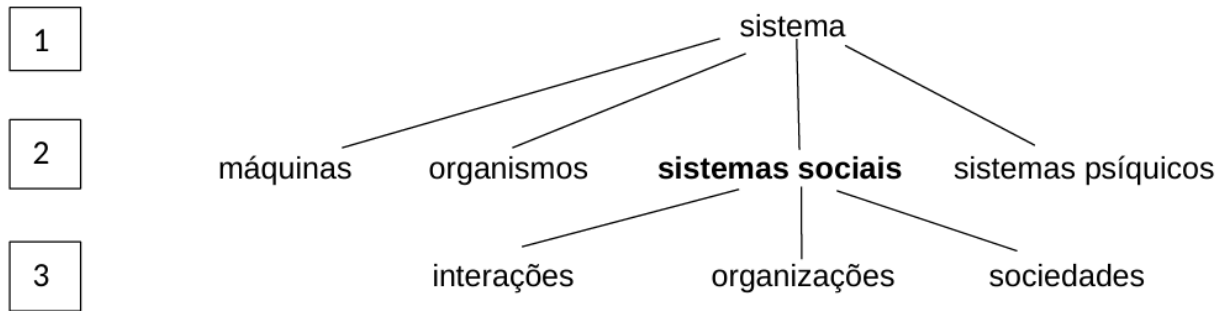 1
sistema
2
máquinas organismos sistemas sociais sistemas psíquicos
3
interações organizações sociedades